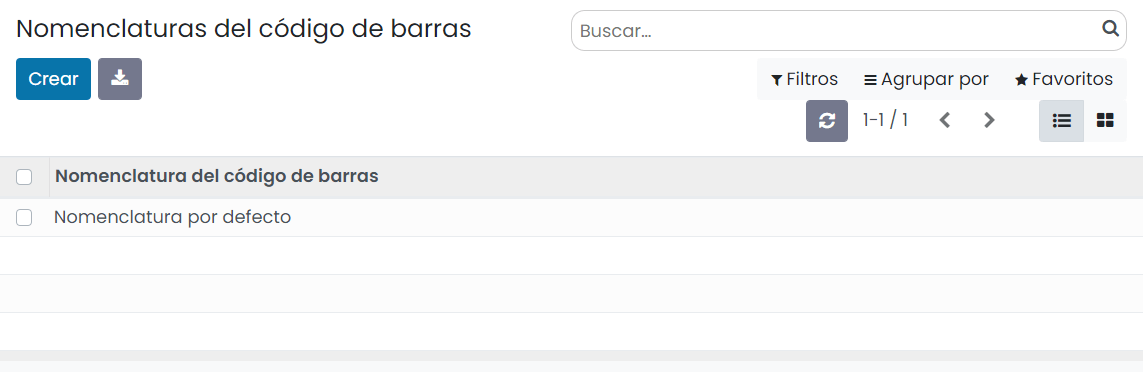 Nomenclaturas del código de barras
Buscar...
Crear
Filtros Agrupar por Favoritos
1-1 / 1
Nomenclatura del código de barras
Nomenclatura por defecto